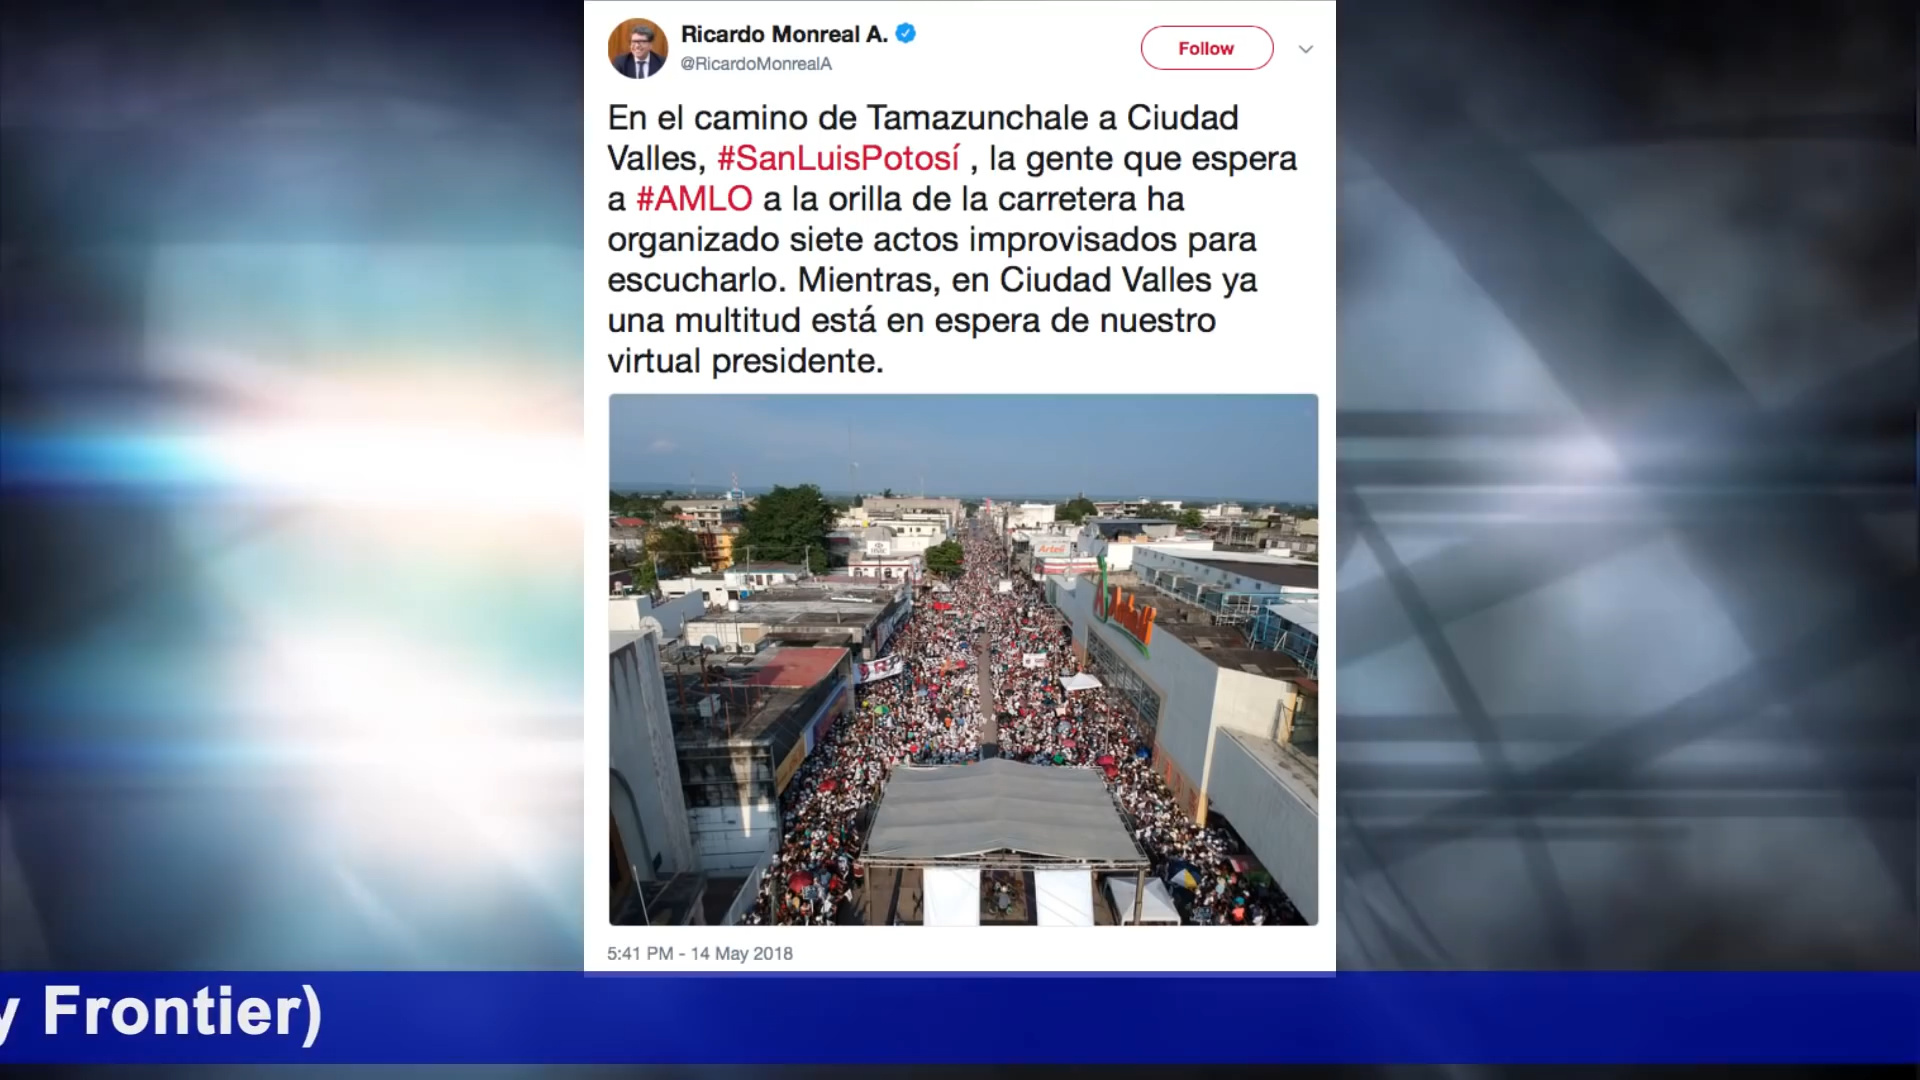 Ricardo Monreal A.
@RicardoMonrealA
Follow
En el camino de Tamazunchale a Ciudad
Valles, #SanLuisPotosí , la gente que espera
a #AMLO a la orilla de la carretera ha
organizado siete actos improvisados para
escucharlo. Mientras, en Ciudad Valles ya
una multitud está en espera de nuestro
virtual presidente.
Arteli
5:41 PM - 14 May 2018
y Frontier)